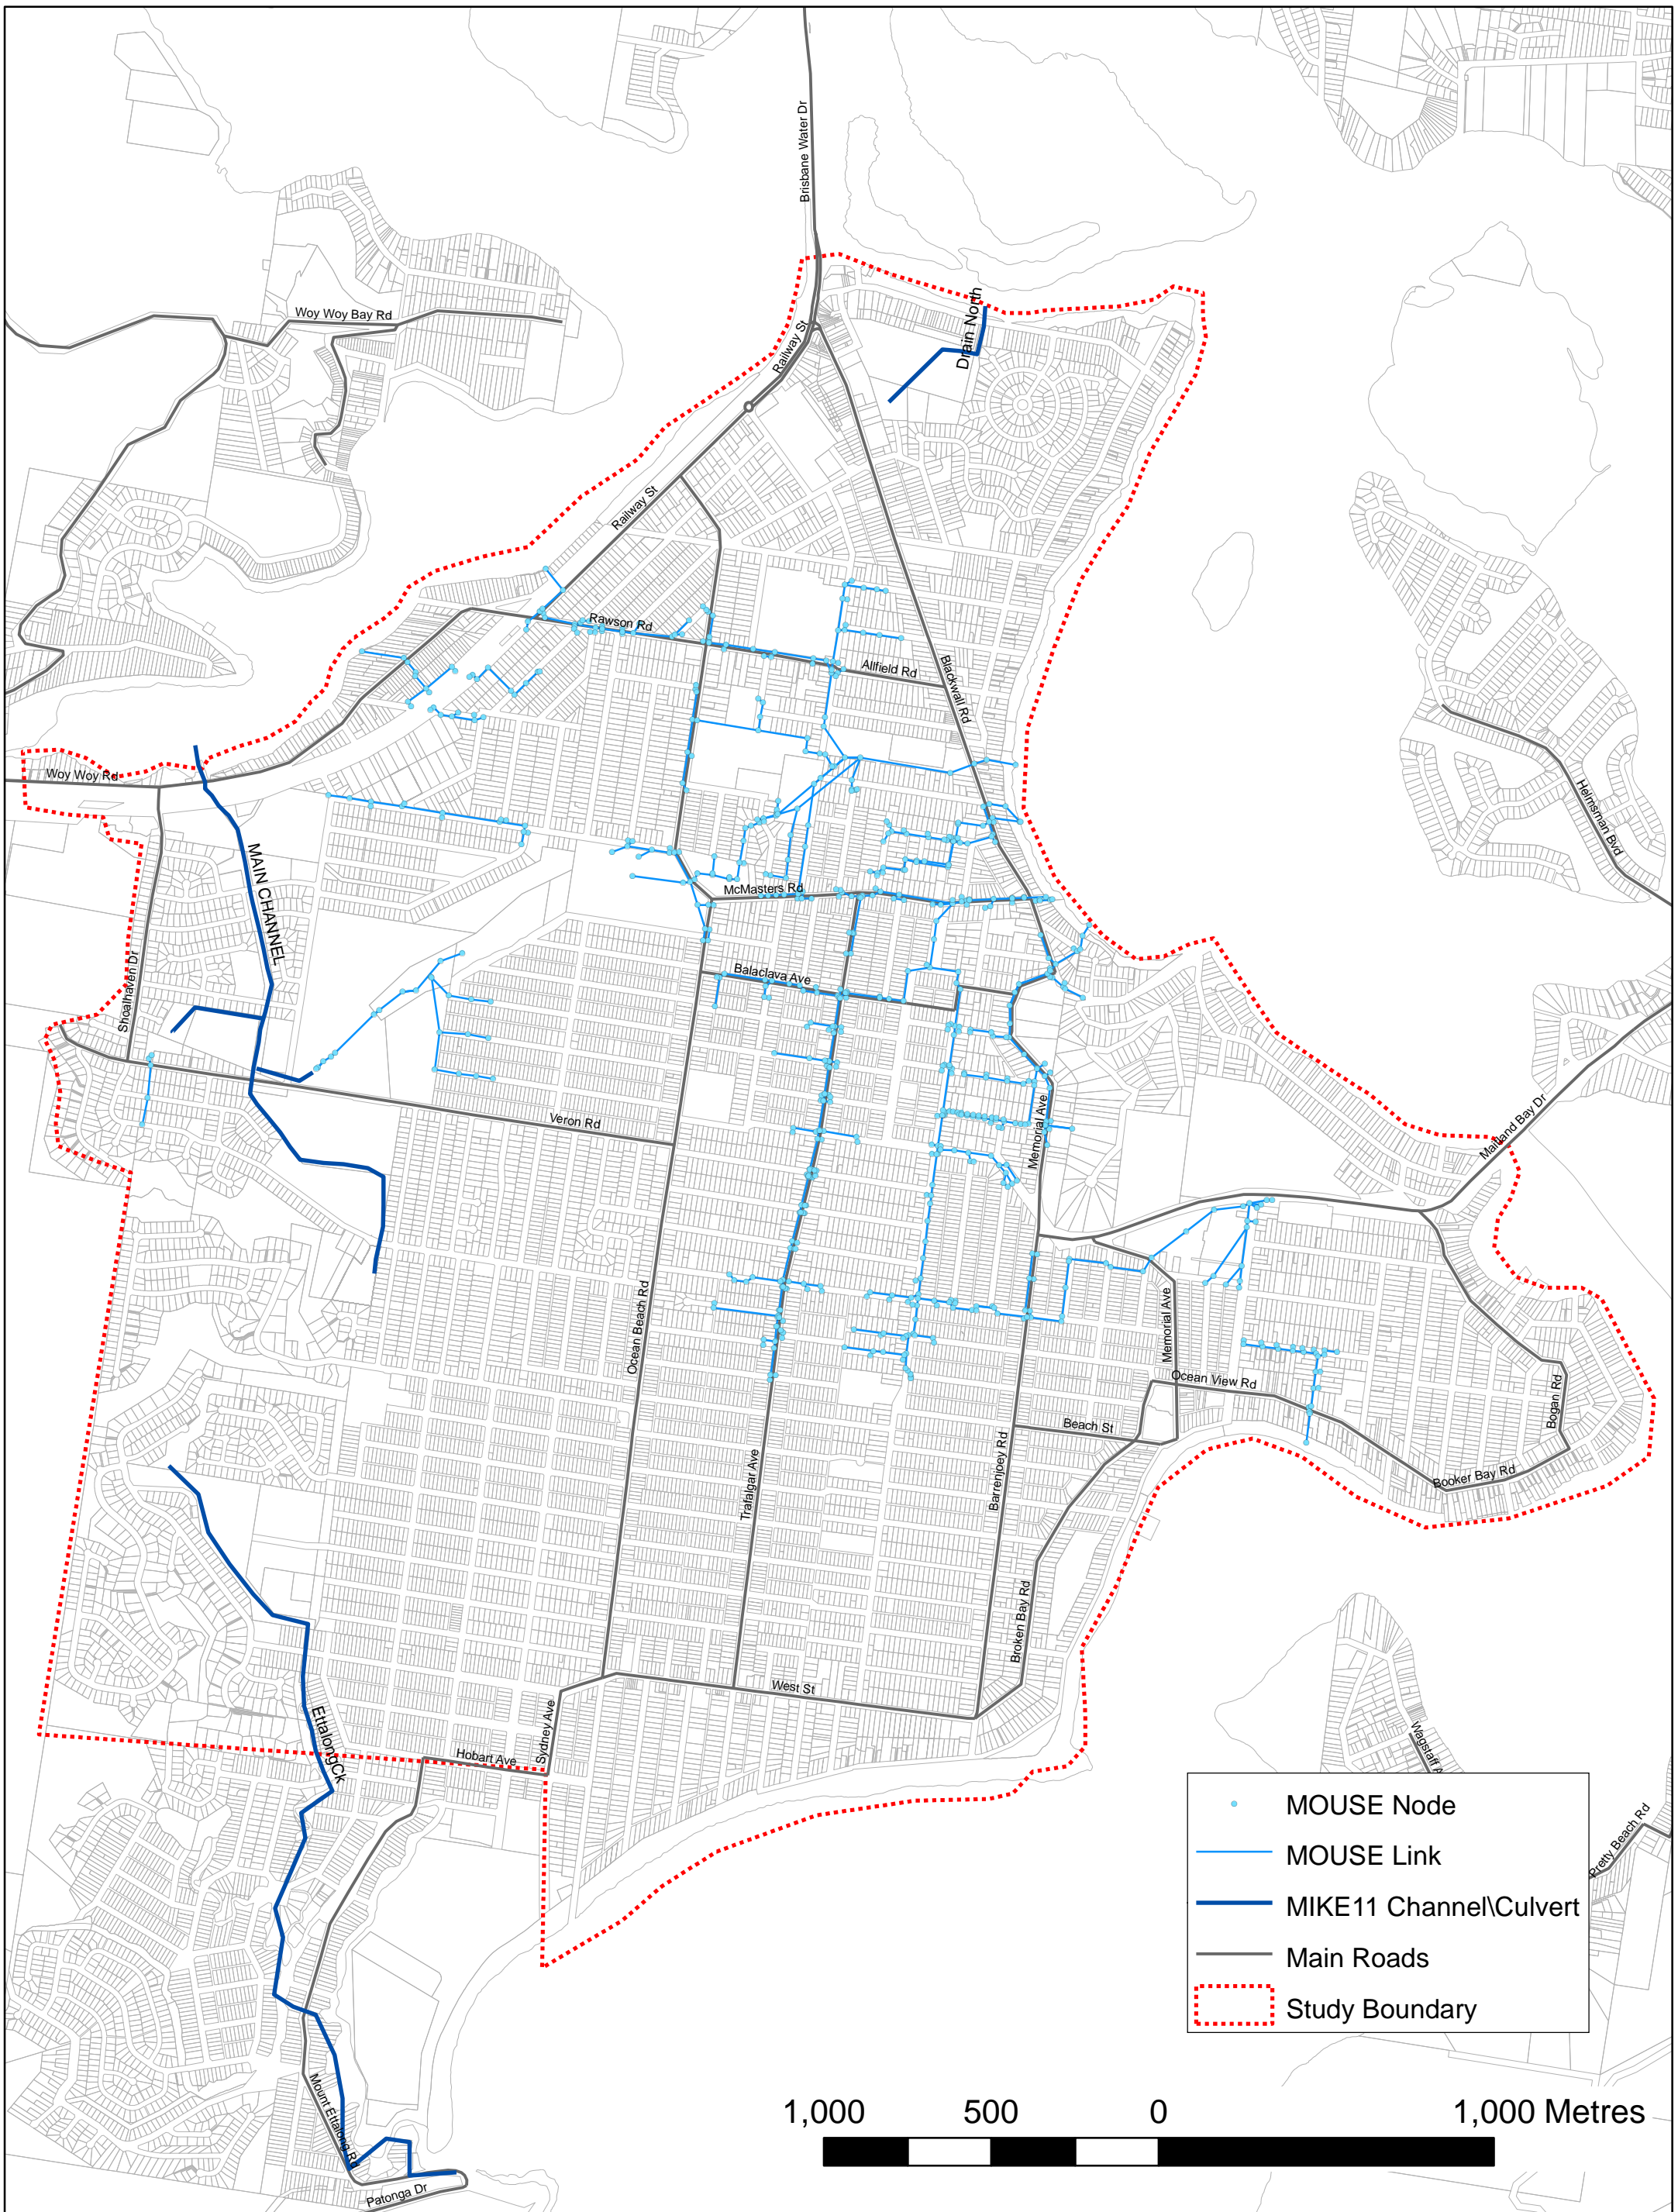 Brisbane Water Dr
Woy Woy Bay Rd
Drain North
Railway St
Railway St
Rawson Rd
Allfield Rd
Blackwall Rd
Woy Woy Rd
Helmsman Bvd
MAIN CHANNEL
McMasters Rd
Shoalhaven Dr
Balaclava Ave
Veron Rd
Memorial Ave
Maitland Bay Dr
Ocean Beach Rd
Memorial Ave
Ocean View Rd
Bogan Rd
Beach St
Trafalgar Ave
Barrenjoey Rd
Booker Bay Rd
Broken Bay Rd
West St
EttalongCk
Sydney Ave
Hobart Ave
Wagstaff A
Pretty Beach Rd
MOUSE Node
MOUSE Link
MIKE11 Channel\Culvert
Main Roads
Study Boundary
Mount Ettalong Rd
Patonga Dr
1,000 500 0 1,000 Metres